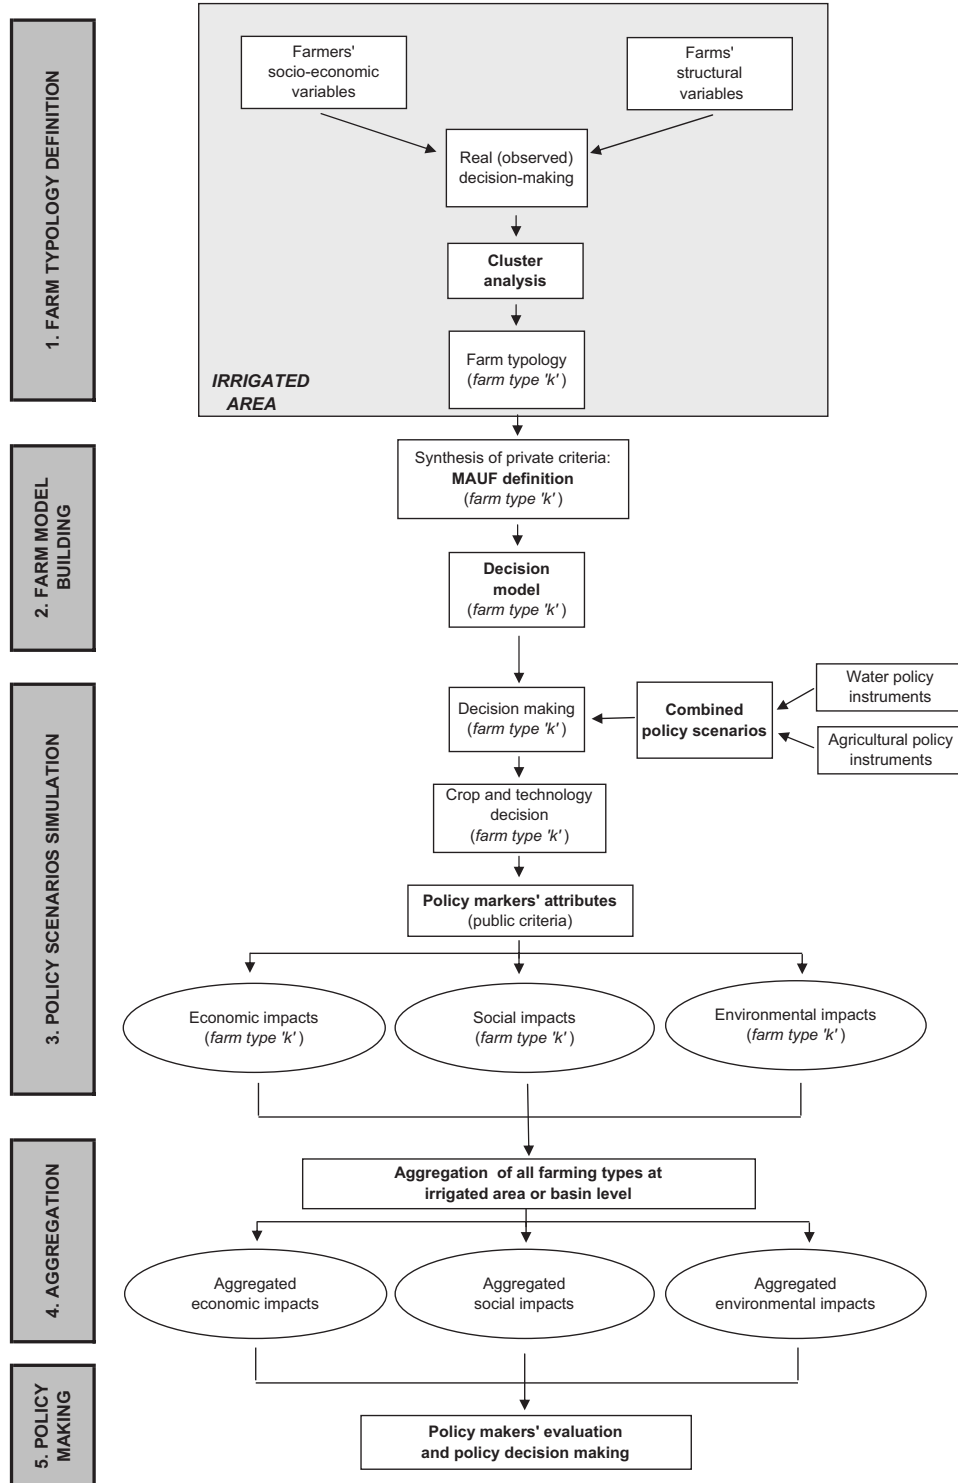 1. FARM TYPOLOGY DEFINITION
Farmers'
socio-economic
variables
Farms'
structural
variables
Real (observed)
decision-making
Cluster
analysis
Farm typology
(farm type 'k' )
IRRIGATED
AREA
2. FARM MODEL
BUILDING
Synthesis of private criteria:
MAUF definition
(farm type 'k' )
Decision
model
(farm type 'k' )
3. POLICY SCENARIOS SIMULATION
Decision making
(farm type 'k' )
Combined
policy scenarios
Water policy
instruments
Agricultural policy
instruments
Crop and technology
decision
(farm type 'k' )
Policy markers' attributes
(public criteria)
Economic impacts
(farm type 'k' )
Social impacts
(farm type 'k' )
Environmental impacts
(farm type 'k' )
4. AGGREGATION
Aggregation of all farming types at
irrigated area or basin level
Aggregated
economic impacts
Aggregated
social impacts
Aggregated
environmental impacts
5. POLICY
MAKING
Policy makers' evaluation
and policy decision making